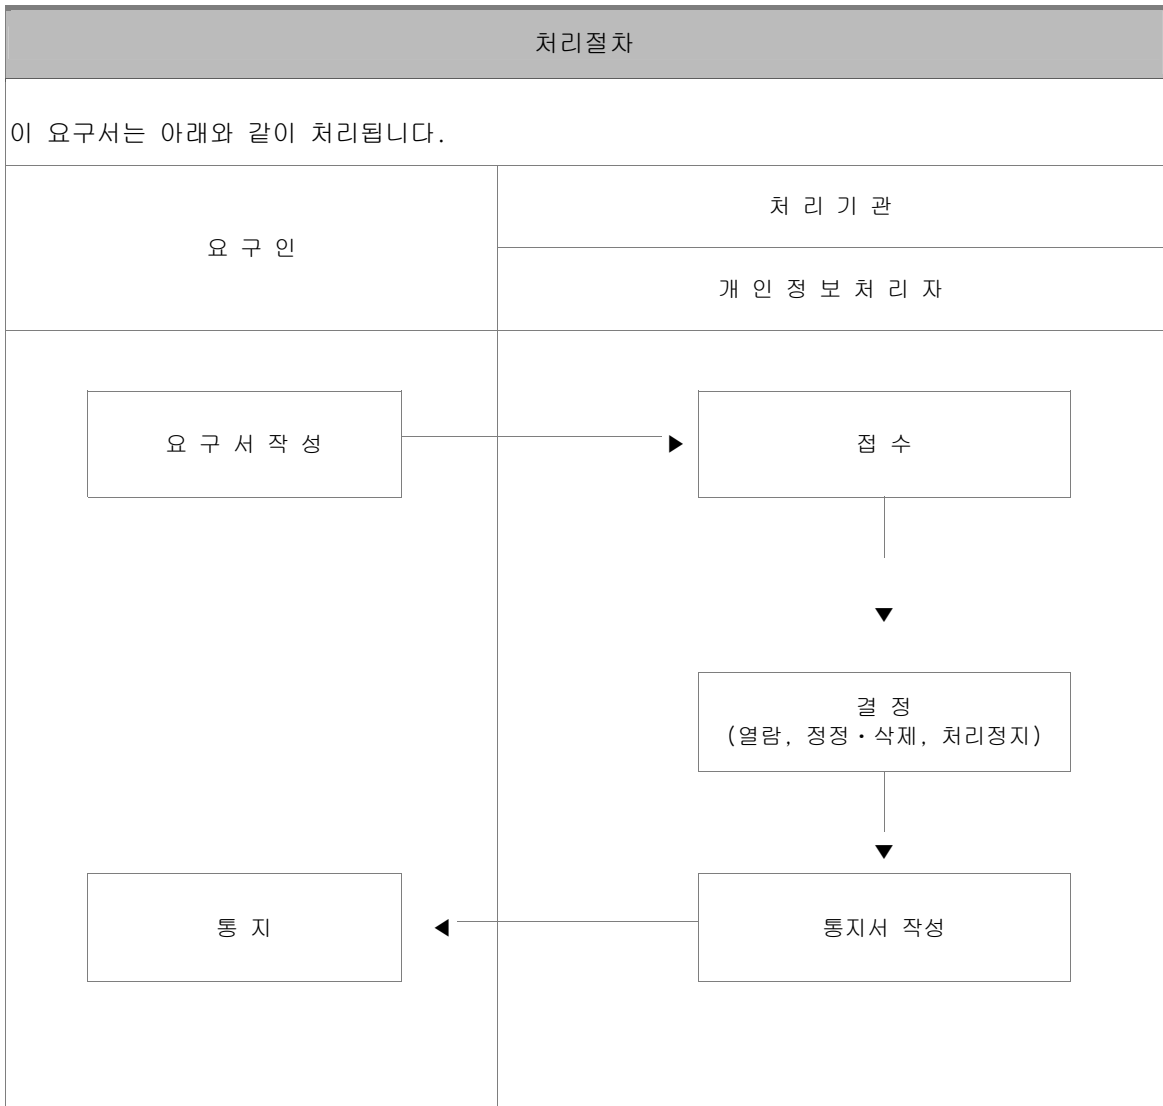 처리절차
이 요구서는 아래와 같이 처리됩니다.
요 구 인
처 리 기 관
개 인 정 보 처 리 자
요 구 서 작 성
접 수
결 정
(열람, 정정·삭제, 처리정지)
통 지
통지서 작성